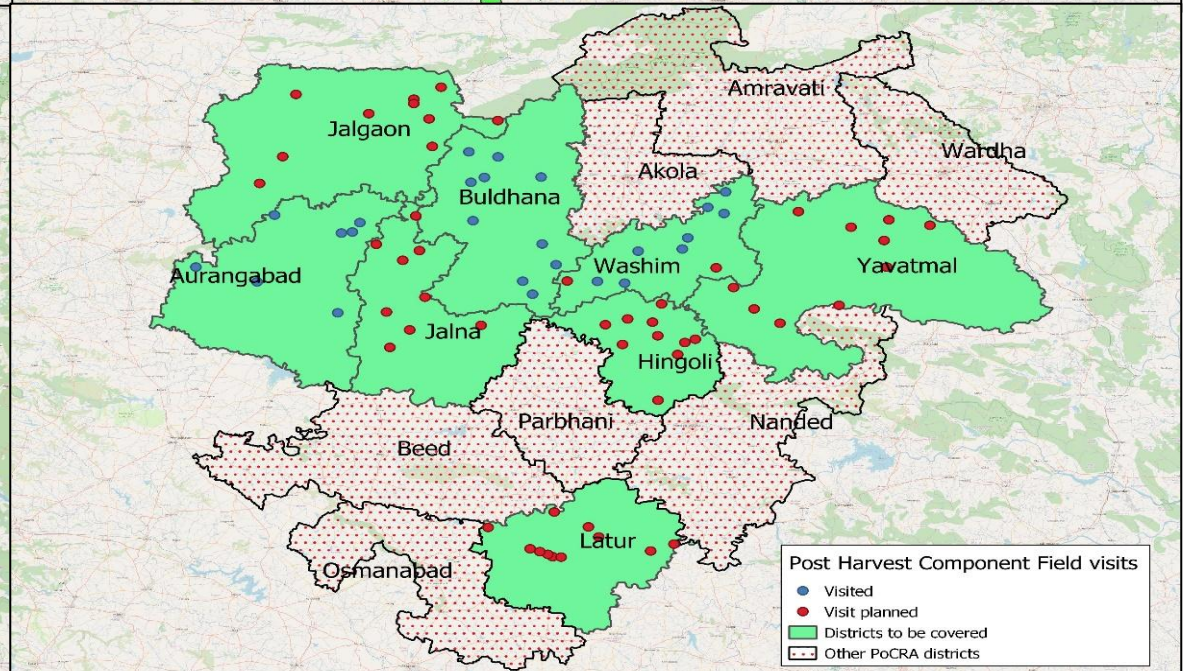 Amravati
Jalgaon
Wardha
Akola
Buldhana
Washim
Yavatmal
Aurangabad
Jalna
Hingoli
Parbhani
Nanded
Beed
Latur
Osmanabad
Post Harvest Component Field visits
Visited
Visit planned
Districts to be covered
Other PoCRA districts